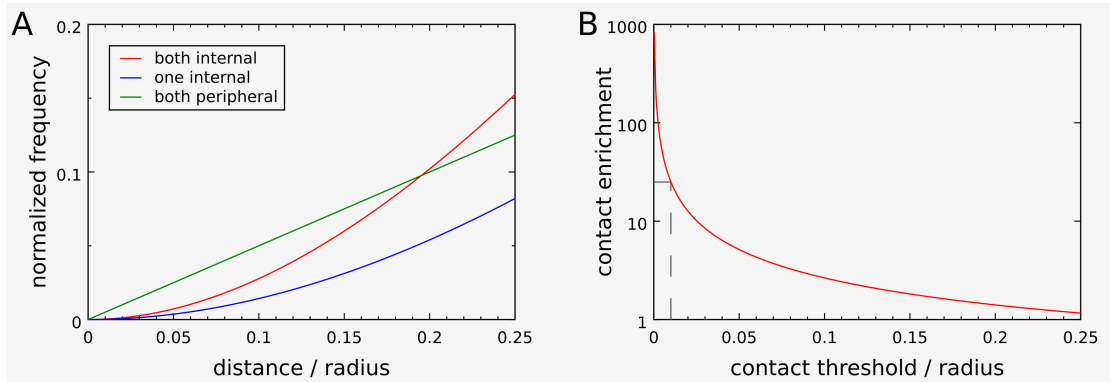 A
normalized frequency
0.2
0.1
0
both internal
one internal
both peripheral
0
0.05
0.1
0.15
0.2
0.25
distance / radius
B
contact enrichment
1000
100
10
1
0
0.05
0.1
0.15
0.2
0.25
contact threshold / radius